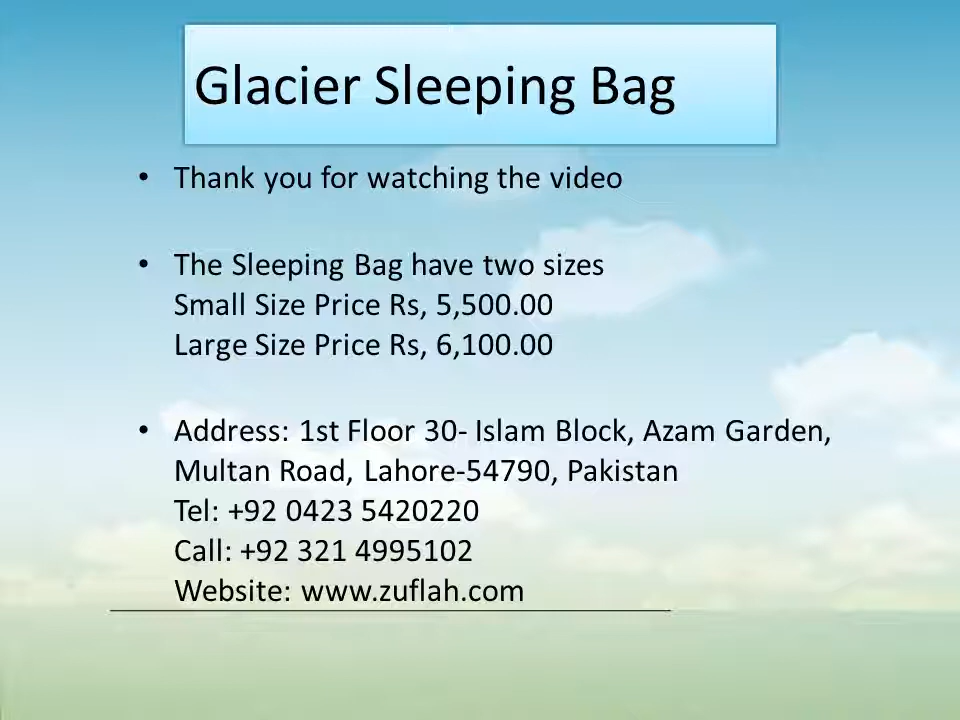 Glacier Sleeping Bag
• Thank you for watching the video
• The Sleeping Bag have two sizes
Small Size Price Rs, 5,500.00
Large Size Price Rs, 6,100.00
• Address: 1st Floor 30- Islam Block, Azam Garden,
Multan Road, Lahore-54790, Pakistan
Tel: +92 0423 5420220
Call: +92 321 4995102
Website: www.zuflah.com